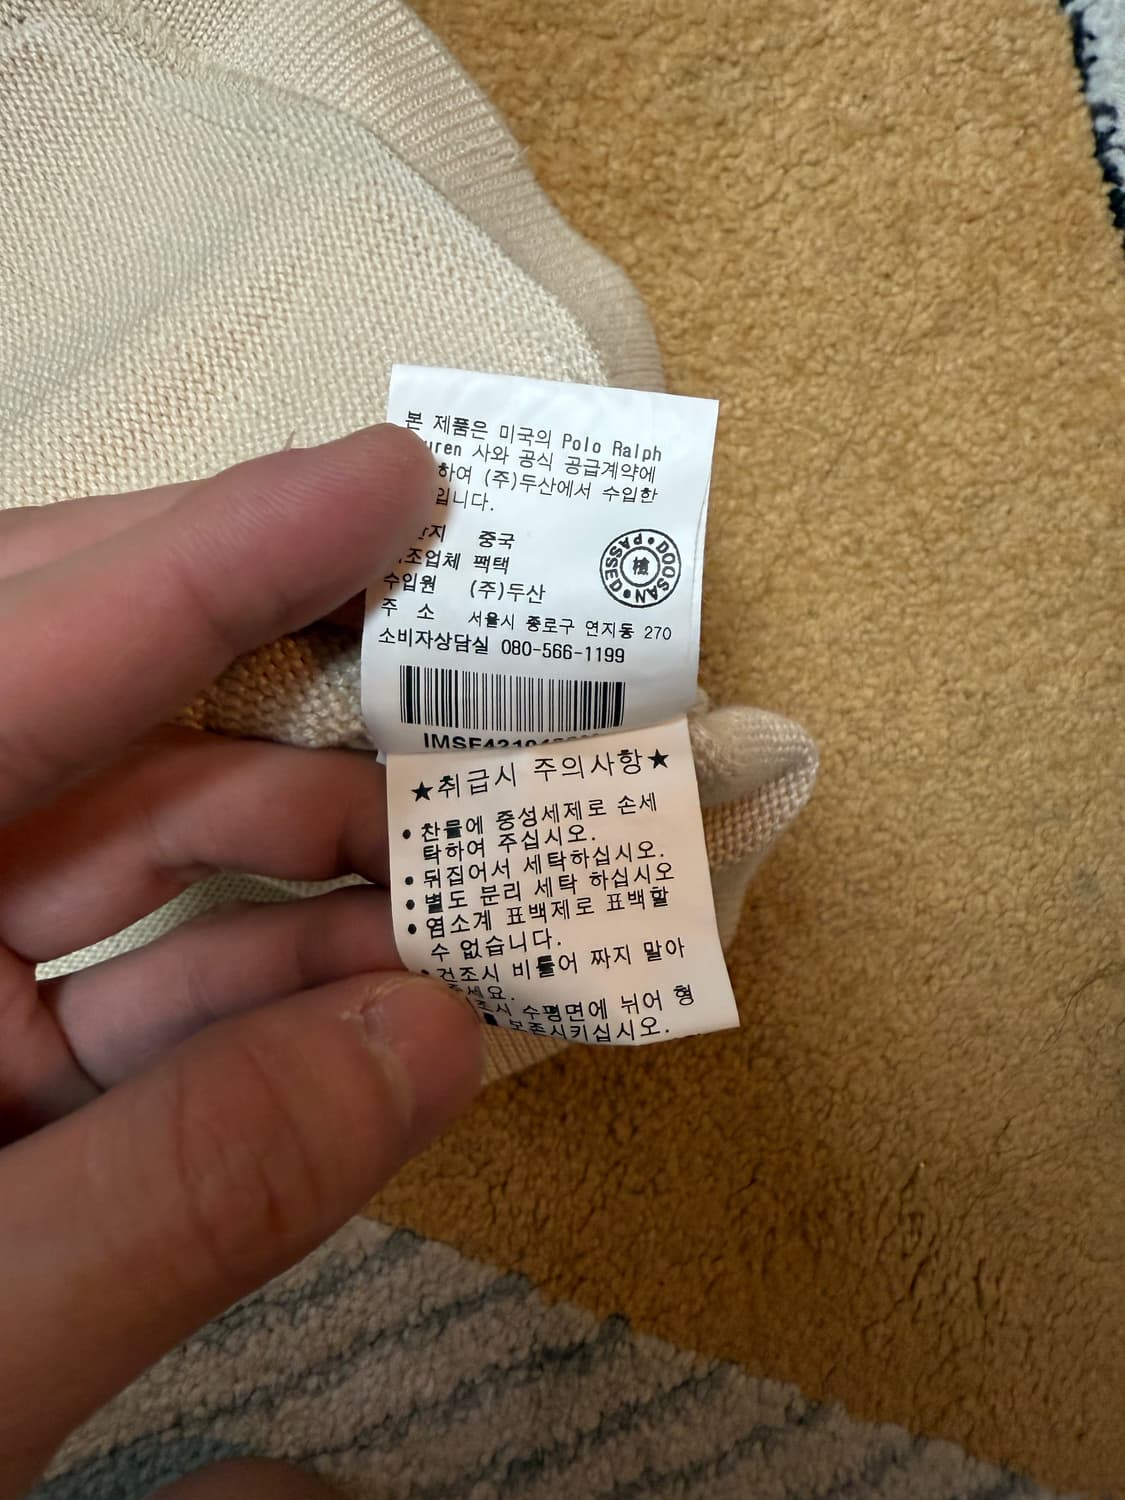 본 제품은 미국의 Polo Ralph
사와 공식 공급계약에
하여 (주)두산에서 수입한
입니다.
중국
팩택
수입원 (주)두산
주 소 서울시 종로구 연지동 270
소비자상담실 080-566-1199
DOOSAN PASSED
檢
★취급시 주의사항★
• 찬물에 중성세제로 손세
탁하여 주십시오.
• 뒤집어서 세탁하십시오.
• 별도 분리 세탁 하십시오
• 염소계 표백제로 표백할
수 없습니다.
• 건조시 비틀어 짜지 말아
수평면에 뉘어 형
보존시키십시오.